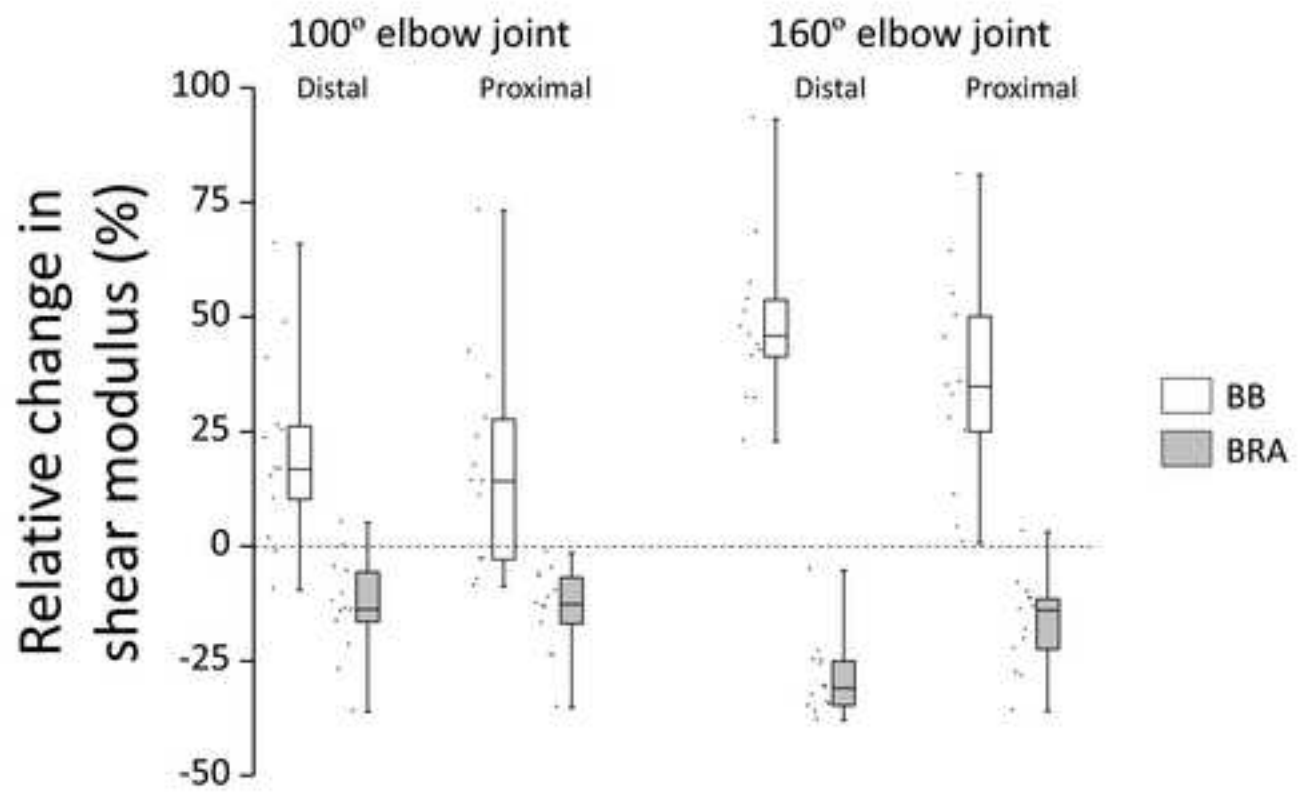 100º elbow joint 160º elbow joint
Distal Proximal Distal Proximal
Relative change in
shear modulus (%)
100
75
50
25
0
-25
-50
BB
BRA